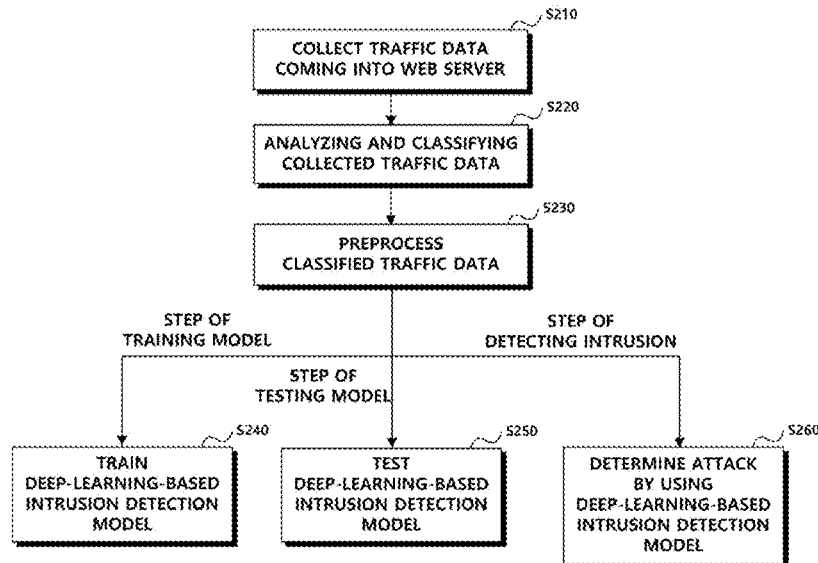 S210
COLLECT TRAFFIC DATA
COMING INTO WEB SERVER
S220
ANALYZING AND CLASSIFYING
COLLECTED TRAFFIC DATA
S230
PREPROCESS
CLASSIFIED TRAFFIC DATA
STEP OF
TRAINING MODEL
STEP OF
TESTING MODEL
STEP OF
DETECTING INTRUSION
S240
TRAIN
DEEP-LEARNING-BASED
INTRUSION DETECTION
MODEL
S250
TEST
DEEP-LEARNING-BASED
INTRUSION DETECTION
MODEL
S260
DETERMINE ATTACK
BY USING
DEEP-LEARNING-BASED
INTRUSION DETECTION
MODEL